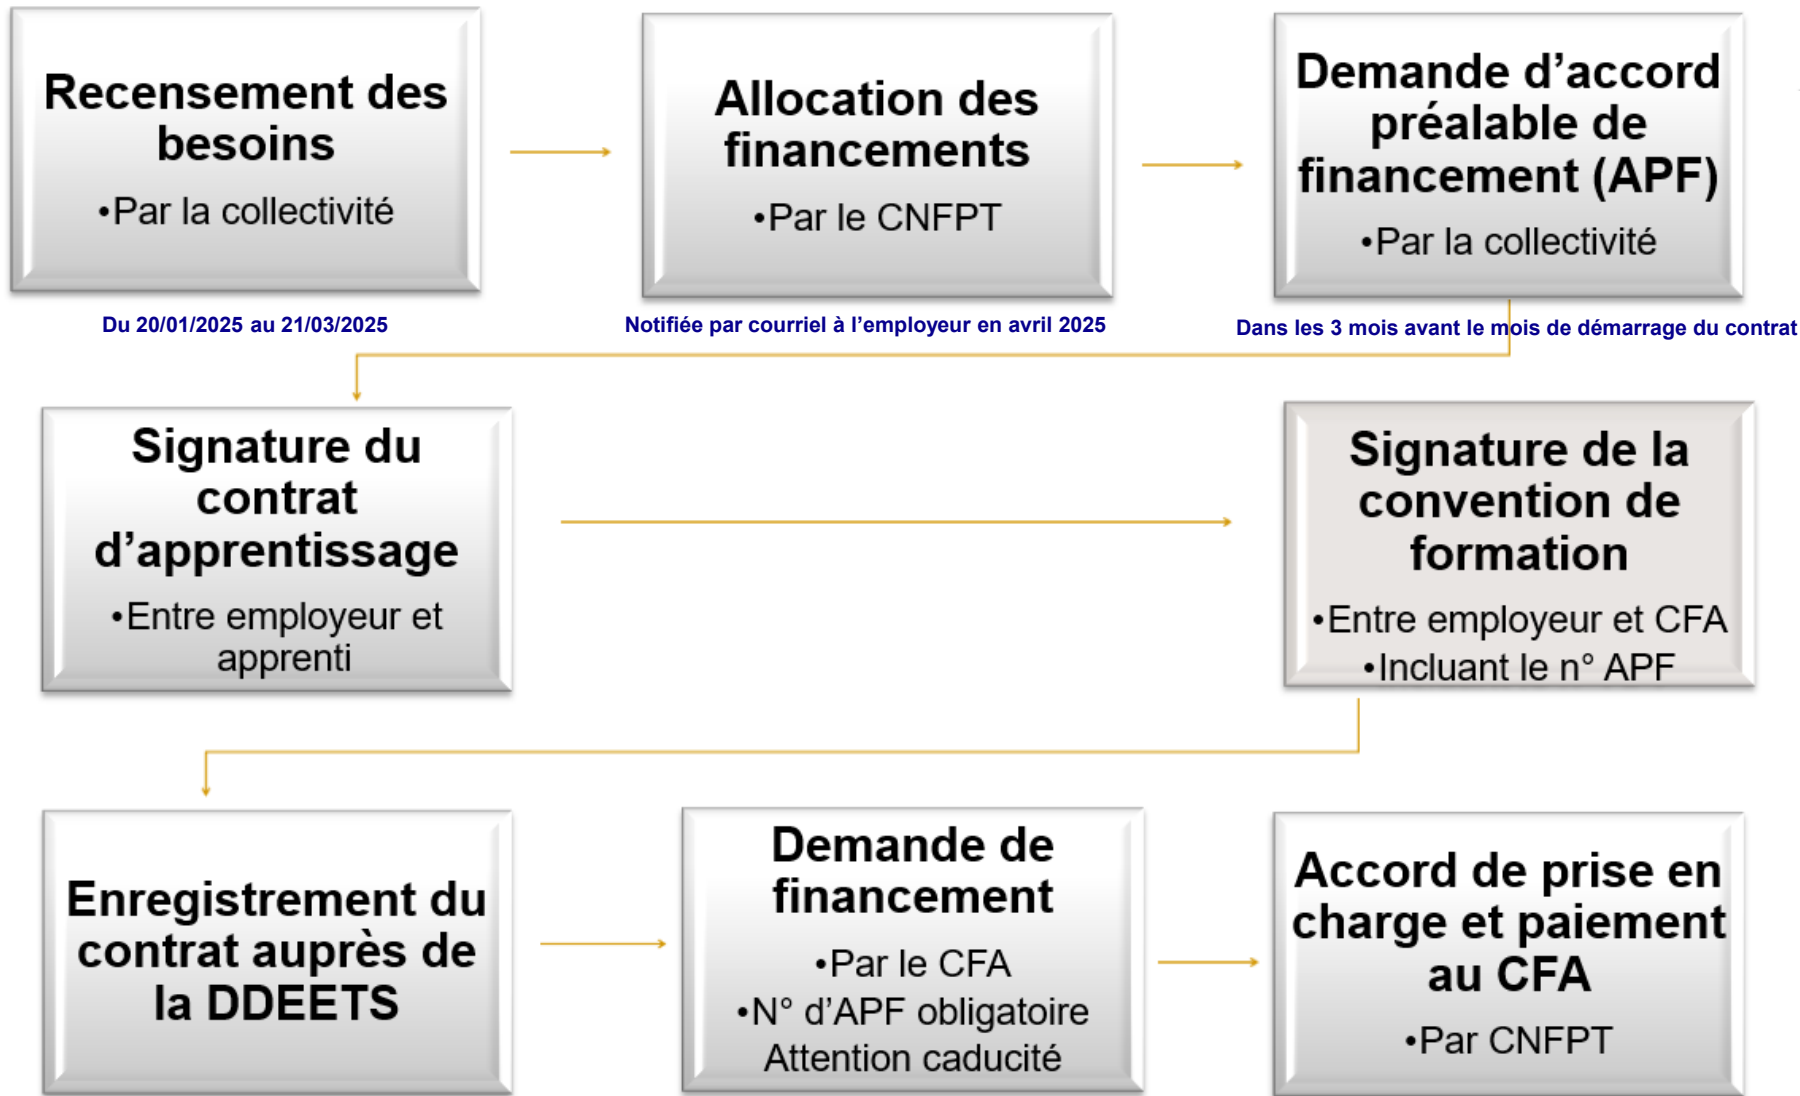 Recensement des
besoins
•Par la collectivité
Allocation des
financements
•Par le CNFPT
Demande d’accord
préalable de
financement (APF)
•Par la collectivité
Du 20/01/2025 au 21/03/2025
Notifiée par courriel à l’employeur en avril 2025
Dans les 3 mois avant le mois de démarrage du contrat
Signature du
contrat
d’apprentissage
•Entre employeur et
apprenti
Signature de la
convention de
formation
•Entre employeur et CFA
•Incluant le n° APF
Enregistrement du
contrat auprès de
la DDEETS
Demande de
financement
•Par le CFA
•N° d’APF obligatoire
Attention caducité
Accord de prise en
charge et paiement
au CFA
•Par CNFPT